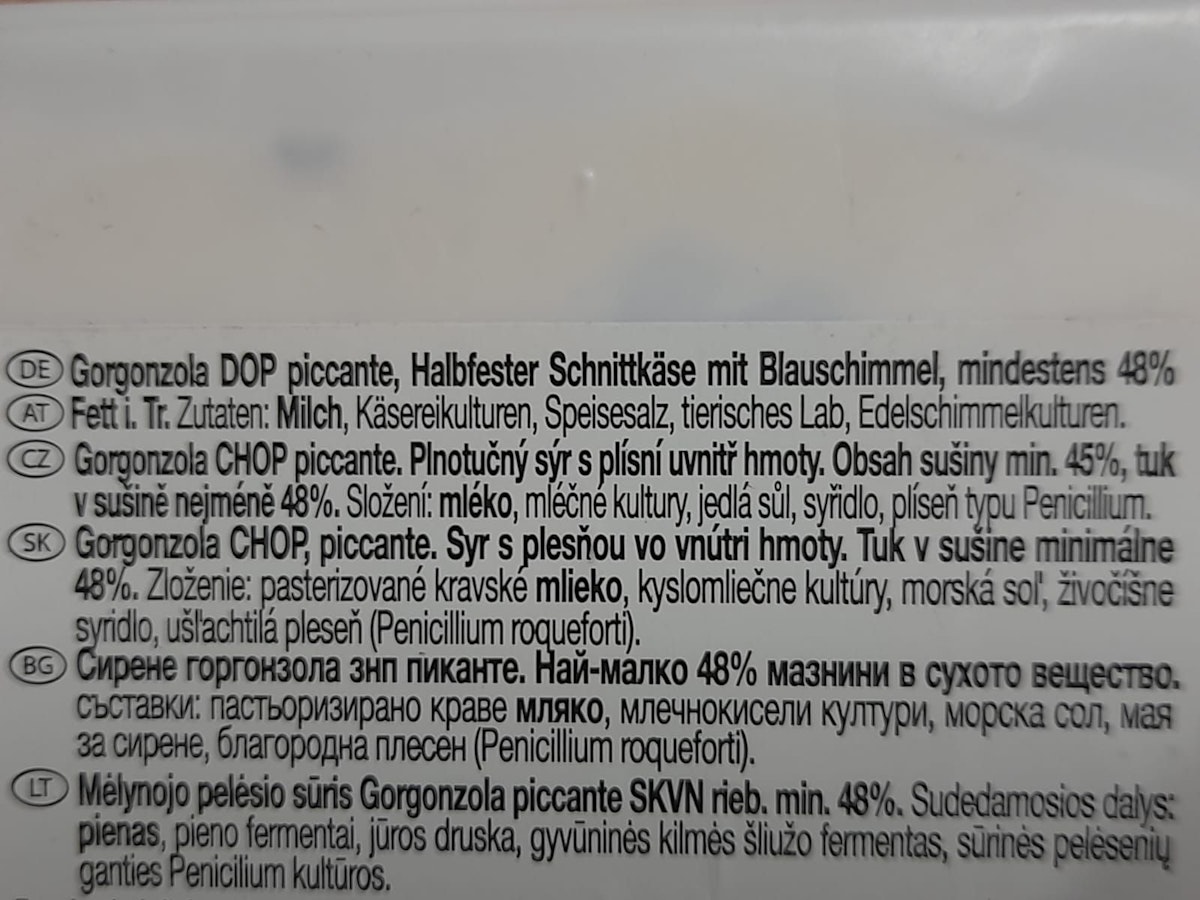 DE Gorgonzola DOP piccante, Halbfester Schnittkäse mit Blauschimmel, mindestens 48%
AT Fett i. Tr. Zutaten: Milch, Käsereikulturen, Speisesalz, tierisches Lab, Edelschimmelkulturen.
CZ Gorgonzola CHOP piccante. Plnotučný sýr s plísní uvnitř hmoty. Obsah sušiny min. 45%, tuk
v sušině nejméně 48%. Složení: mléko, mléčné kultury, jedlá sůl, syřidlo, plíseň typu Penicillium.
SK Gorgonzola CHOP, piccante. Syr s plesňou vo vnútri hmoty. Tuk v sušine minimálne
48%. Zloženie: pasterizované kravské mlieko, kyslomliečne kultúry, morská soľ, živočíšne
syridlo, ušľachtilá pleseň (Penicillium roqueforti).
BG Сирене горгонзола знп пиканте. Най-малко 48% мазнини в сухото вещество.
съставки: пастьоризирано краве мляко, млечнокисели култури, морска сол, мая
за сирене, благородна плесен (Penicillium roqueforti).
LT Mėlynojo pelėsio sūris Gorgonzola piccante SKVN rieb. min. 48%. Sudedamosios dalys:
pienas, pieno fermentai, jūros druska, gyvūninės kilmės šliužo fermentas, sūrinės pelėsenių
ganties Penicilium kultūros.